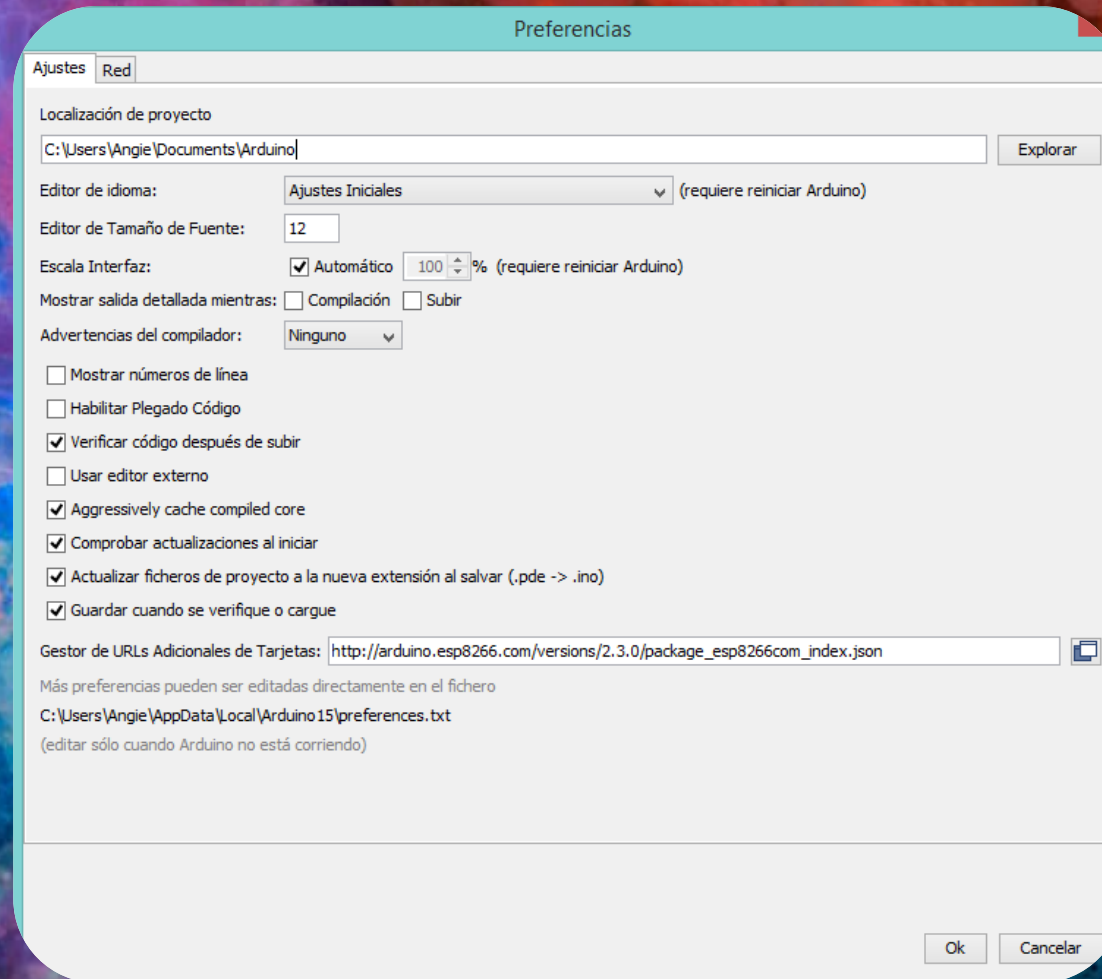 Preferencias
Ajustes Red
Localización de proyecto
C:\Users\Angie\Documents\Arduino Explorar
Editor de idioma: Ajustes Iniciales (requiere reiniciar Arduino)
Editor de Tamaño de Fuente: 12
Escala Interfaz: Automático 100 % (requiere reiniciar Arduino)
Mostrar salida detallada mientras: Compilación Subir
Advertencias del compilador: Ninguno
Mostrar números de línea
Habilitar Plegado Código
Verificar código después de subir
Usar editor externo
Aggressively cache compiled core
Comprobar actualizaciones al iniciar
Actualizar ficheros de proyecto a la nueva extensión al salvar (.pde -> .ino)
Guardar cuando se verifique o cargue
Gestor de URLs Adicionales de Tarjetas: http://arduino.esp8266.com/versions/2.3.0/package_esp8266com_index.json
Más preferencias pueden ser editadas directamente en el fichero
C:\Users\Angie\AppData\Local\Arduino15\preferences.txt
(editar sólo cuando Arduino no está corriendo)
Ok Cancelar